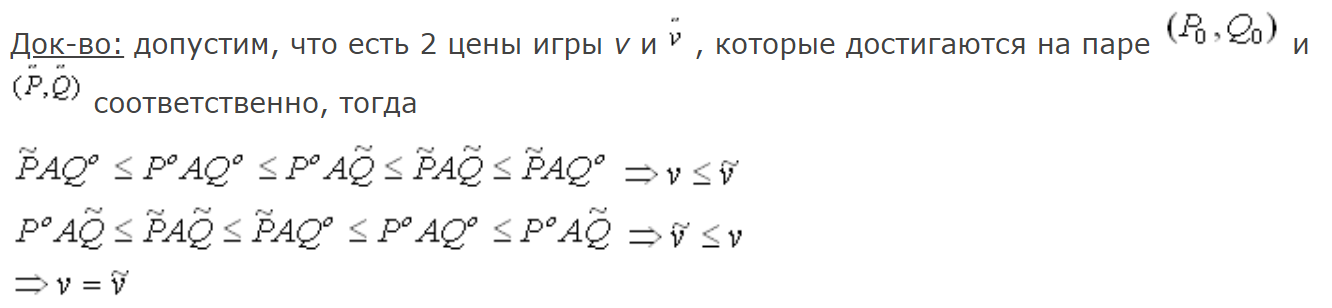 Док-во: допустим, что есть 2 цены игры v и ṽ , которые достигаются на паре (P₀,Q₀) и
(P̃,Q̃) соответственно, тогда
P̃AQ° ≤ P°AQ° ≤ P°AQ̃ ≤ P̃AQ̃ ≤ P̃AQ° ⇒ v ≤ ṽ
P°AQ̃ ≤ P̃AQ̃ ≤ P̃AQ° ≤ P°AQ° ≤ P°AQ̃ ⇒ ṽ ≤ v
⇒ v = ṽ